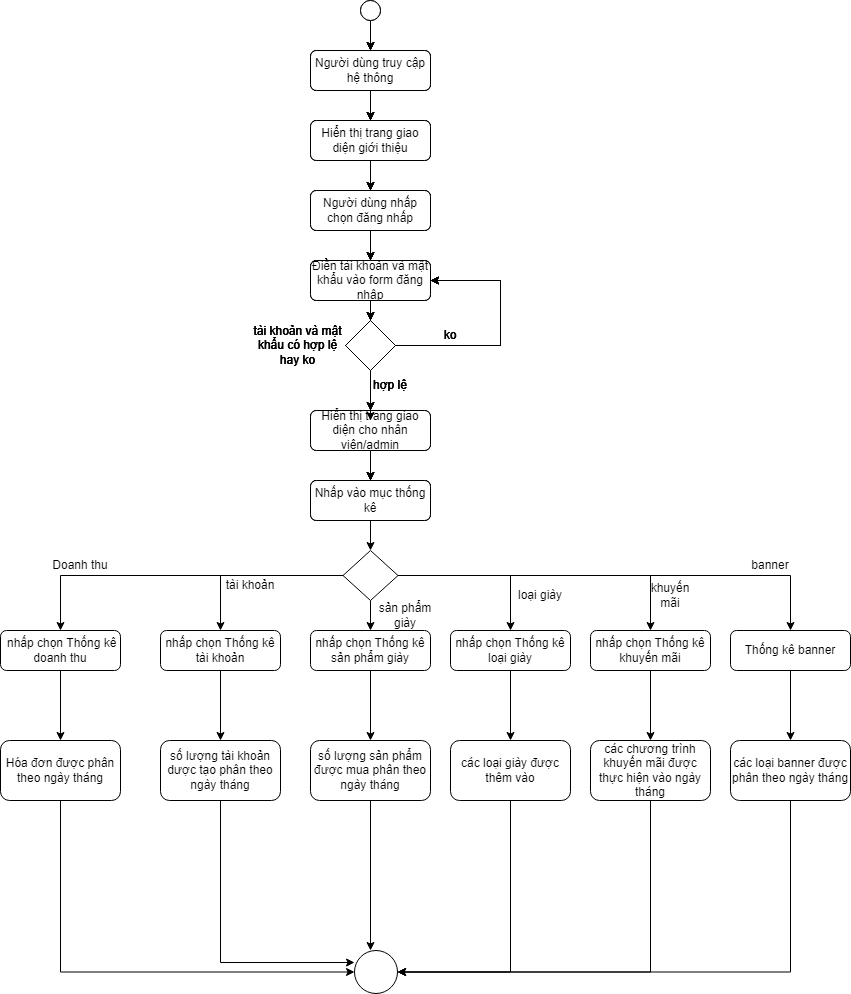 Người dùng truy cập
hệ thống
Hiển thị trang giao
diện giới thiệu
Người dùng nhấp
chọn đăng nhấp
Điền tài khoản và mật
khẩu vào form đăng
nhập
tài khoản và mật
khẩu có hợp lệ
hay ko
ko
hợp lệ
Hiển thị trang giao
diện cho nhân
viên/admin
Nhấp vào mục thống
kê
Doanh thu
tài khoản
sản phẩm
giày
loại giày
khuyến
mãi
banner
nhấp chọn Thống kê
doanh thu
nhấp chọn Thống kê
tài khoản
nhấp chọn Thống kê
sản phẩm giày
nhấp chọn Thống kê
loại giày
nhấp chọn Thống kê
khuyến mãi
Thống kê banner
Hóa đơn được phân
theo ngày tháng
số lượng tài khoản
được tạo phân theo
ngày tháng
số lượng sản phẩm
được mua phân theo
ngày tháng
các loại giày được
thêm vào
các chương trình
khuyến mãi được
thực hiện vào ngày
tháng
các loại banner được
phân theo ngày tháng